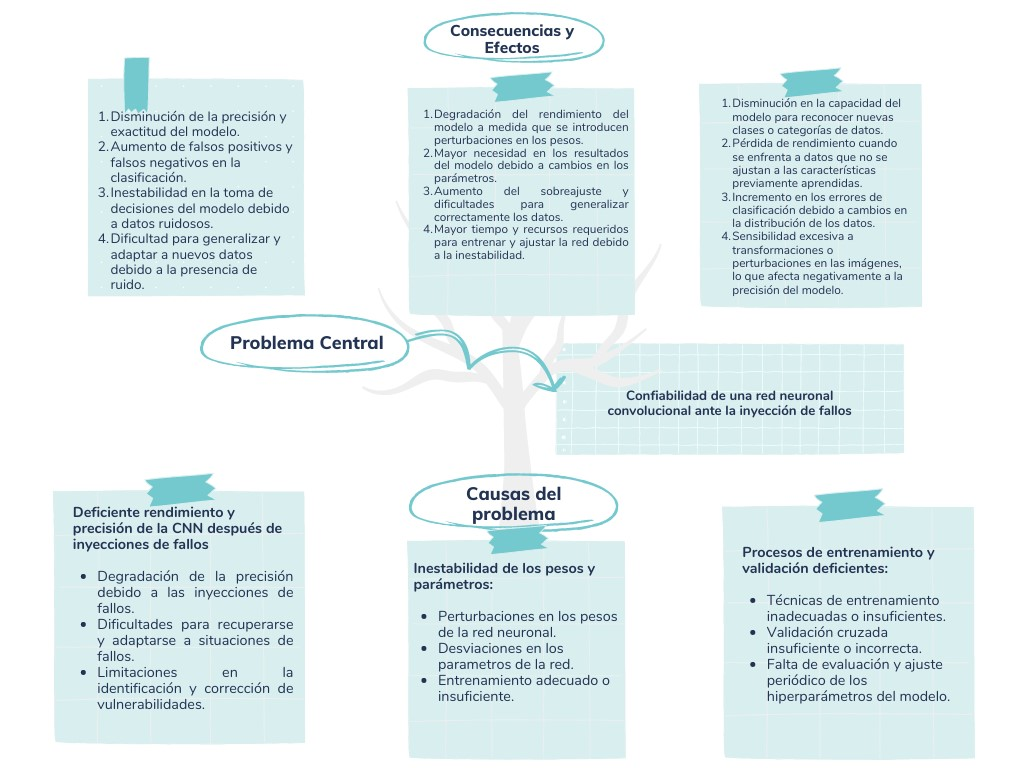 Consecuencias y
Efectos
1. Disminución de la precisión y
exactitud del modelo.
2. Aumento de falsos positivos y
falsos negativos en la
clasificación.
3. Inestabilidad en la toma de
decisiones del modelo debido
a datos ruidosos.
4. Dificultad para generalizar y
adaptar a nuevos datos
debido a la presencia de
ruido.
1. Degradación del rendimiento del
modelo a medida que se introducen
perturbaciones en los pesos.
2. Mayor necesidad en los resultados
del modelo debido a cambios en los
parámetros.
3. Aumento del sobreajuste y
dificultades para generalizar
correctamente los datos.
4. Mayor tiempo y recursos requeridos
para entrenar y ajustar la red debido
a la inestabilidad.
1. Disminución en la capacidad del
modelo para reconocer nuevas
clases o categorías de datos.
2. Pérdida de rendimiento cuando
se enfrenta a datos que no se
ajustan a las características
previamente aprendidas.
3. Incremento en los errores de
clasificación debido a cambios en
la distribución de los datos.
4. Sensibilidad excesiva a
transformaciones o
perturbaciones en las imágenes,
lo que afecta negativamente a la
precisión del modelo.
Problema Central
Confiabilidad de una red neuronal
convolucional ante la inyección de fallos
Causas del
problema
Deficiente rendimiento y
precisión de la CNN después de
inyecciones de fallos
• Degradación de la precisión
debido a las inyecciones de
fallos.
• Dificultades para recuperarse
y adaptarse a situaciones de
fallos.
• Limitaciones en la
identificación y corrección de
vulnerabilidades.
Inestabilidad de los pesos y
parámetros:
• Perturbaciones en los pesos
de la red neuronal.
• Desviaciones en los
parametros de la red.
• Entrenamiento adecuado o
insuficiente.
Procesos de entrenamiento y
validación deficientes:
• Técnicas de entrenamiento
inadecuadas o insuficientes.
• Validación cruzada
insuficiente o incorrecta.
• Falta de evaluación y ajuste
periódico de los
hiperparámetros del modelo.